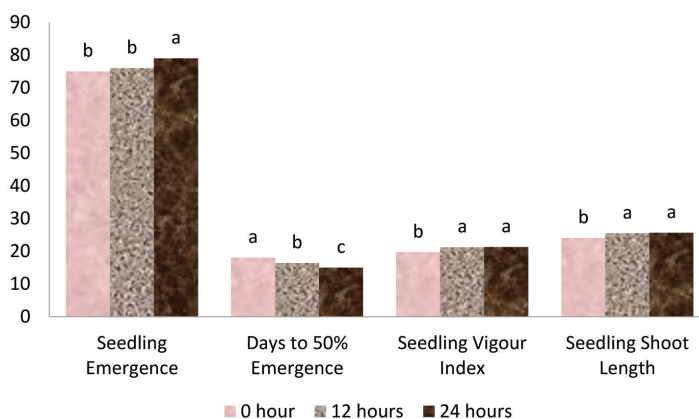 90
80
70
60
50
40
30
20
10
0
b b a
a b c
b a a
b a a
Seedling Emergence
Days to 50% Emergence
Seedling Vigour Index
Seedling Shoot Length
0 hour 12 hours 24 hours